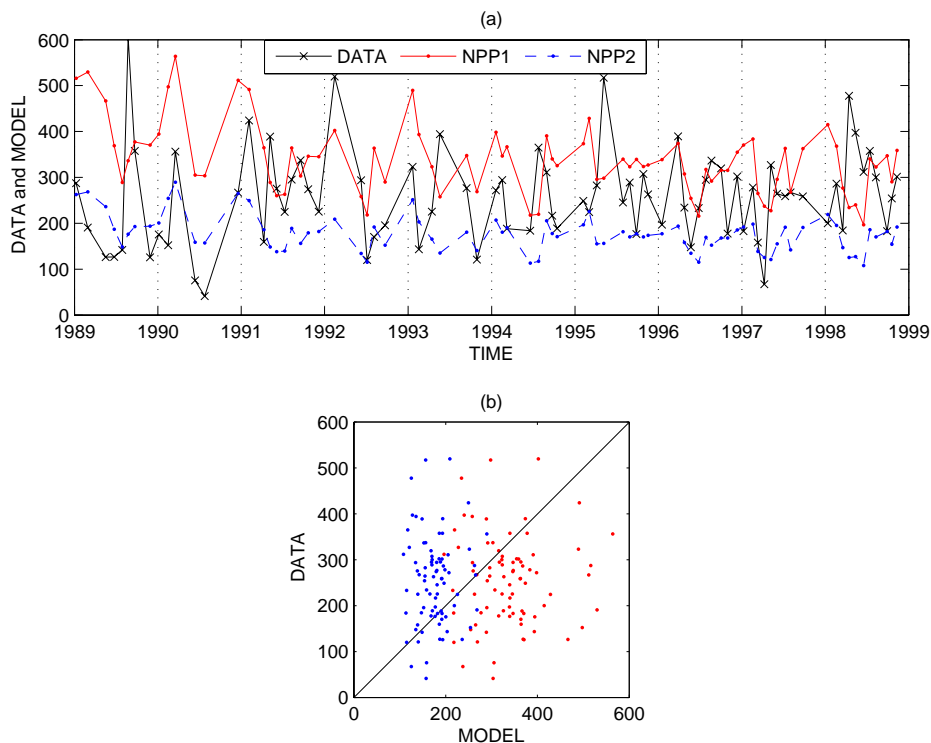 (a)
DATA and MODEL
600
500
400
300
200
100
0
DATA NPP1 NPP2
1989 1990 1991 1992 1993 1994 1995 1996 1997 1998 1999
TIME
(b)
DATA
600
500
400
300
200
100
0
0 200 400 600
MODEL